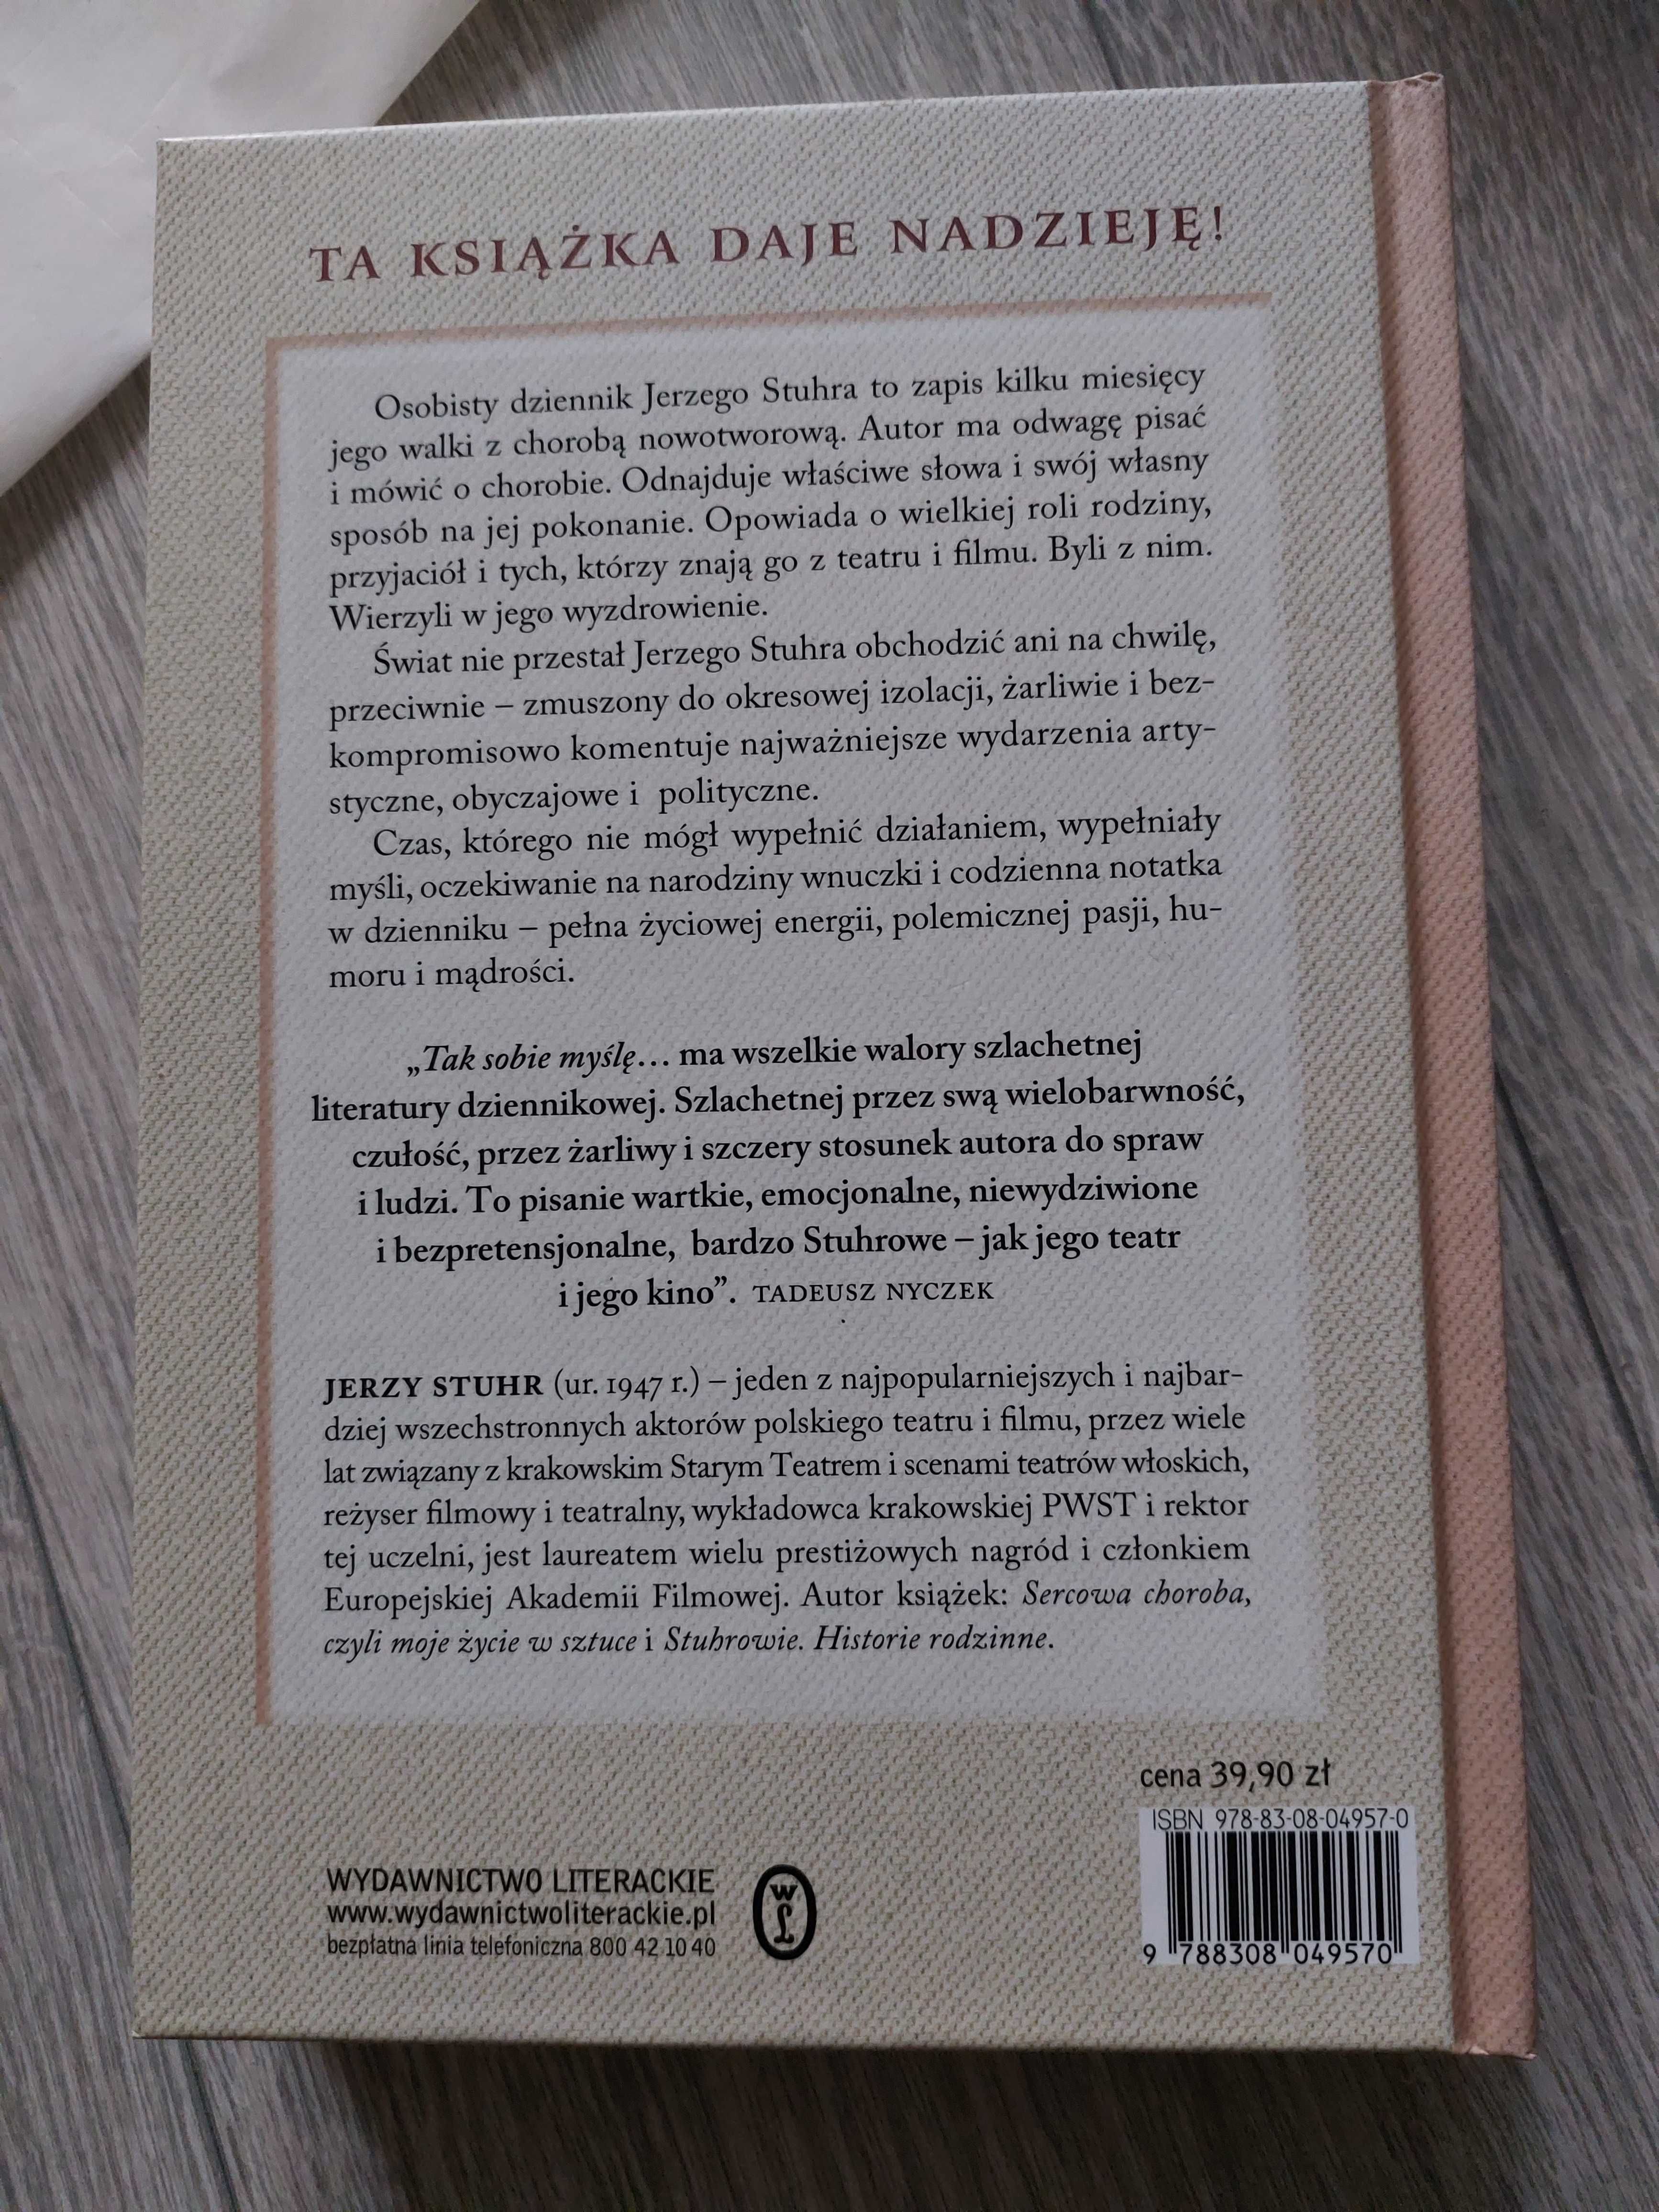 TA KSIĄŻKA DAJE NADZIEJĘ!
Osobisty dziennik Jerzego Stuhra to zapis kilku miesięcy
jego walki z chorobą nowotworową. Autor ma odwagę pisać
i mówić o chorobie. Odnajduje właściwe słowa i swój własny
sposób na jej pokonanie. Opowiada o wielkiej roli rodziny,
przyjaciół i tych, którzy znają go z teatru i filmu. Byli z nim.
Wierzyli w jego wyzdrowienie.
Świat nie przestał Jerzego Stuhra obchodzić ani na chwilę,
przeciwnie – zmuszony do okresowej izolacji, żarliwie i bez-
kompromisowo komentuje najważniejsze wydarzenia arty-
styczne, obyczajowe i polityczne.
Czas, którego nie mógł wypełnić działaniem, wypełniały
myśli, oczekiwanie na narodziny wnuczki i codzienna notatka
w dzienniku – pełna życiowej energii, polemicznej pasji, hu-
moru i mądrości.
„Tak sobie myślę... ma wszelkie walory szlachetnej
literatury dziennikowej. Szlachetnej przez swą wielobarwność,
czułość, przez żarliwy i szczery stosunek autora do spraw
i ludzi. To pisanie wartkie, emocjonalne, niewydziwione
i bezpretensjonalne, bardzo Stuhrowe – jak jego teatr
i jego kino”. TADEUSZ NYCZEK
JERZY STUHR (ur. 1947 r.) – jeden z najpopularniejszych i najbar-
dziej wszechstronnych aktorów polskiego teatru i filmu, przez wiele
lat związany z krakowskim Starym Teatrem i scenami teatrów włoskich,
reżyser filmowy i teatralny, wykładowca krakowskiej PWST i rektor
tej uczelni, jest laureatem wielu prestiżowych nagród i członkiem
Europejskiej Akademii Filmowej. Autor książek: Sercowa choroba,
czyli moje życie w sztuce i Stuhrowie. Historie rodzinne.
cena 39,90 zł
ISBN 978-83-08-04957-0
9 788308 049570
WYDAWNICTWO LITERACKIE
www.wydawnictwoliterackie.pl
bezpłatna linia telefoniczna 800 42 10 40
WL